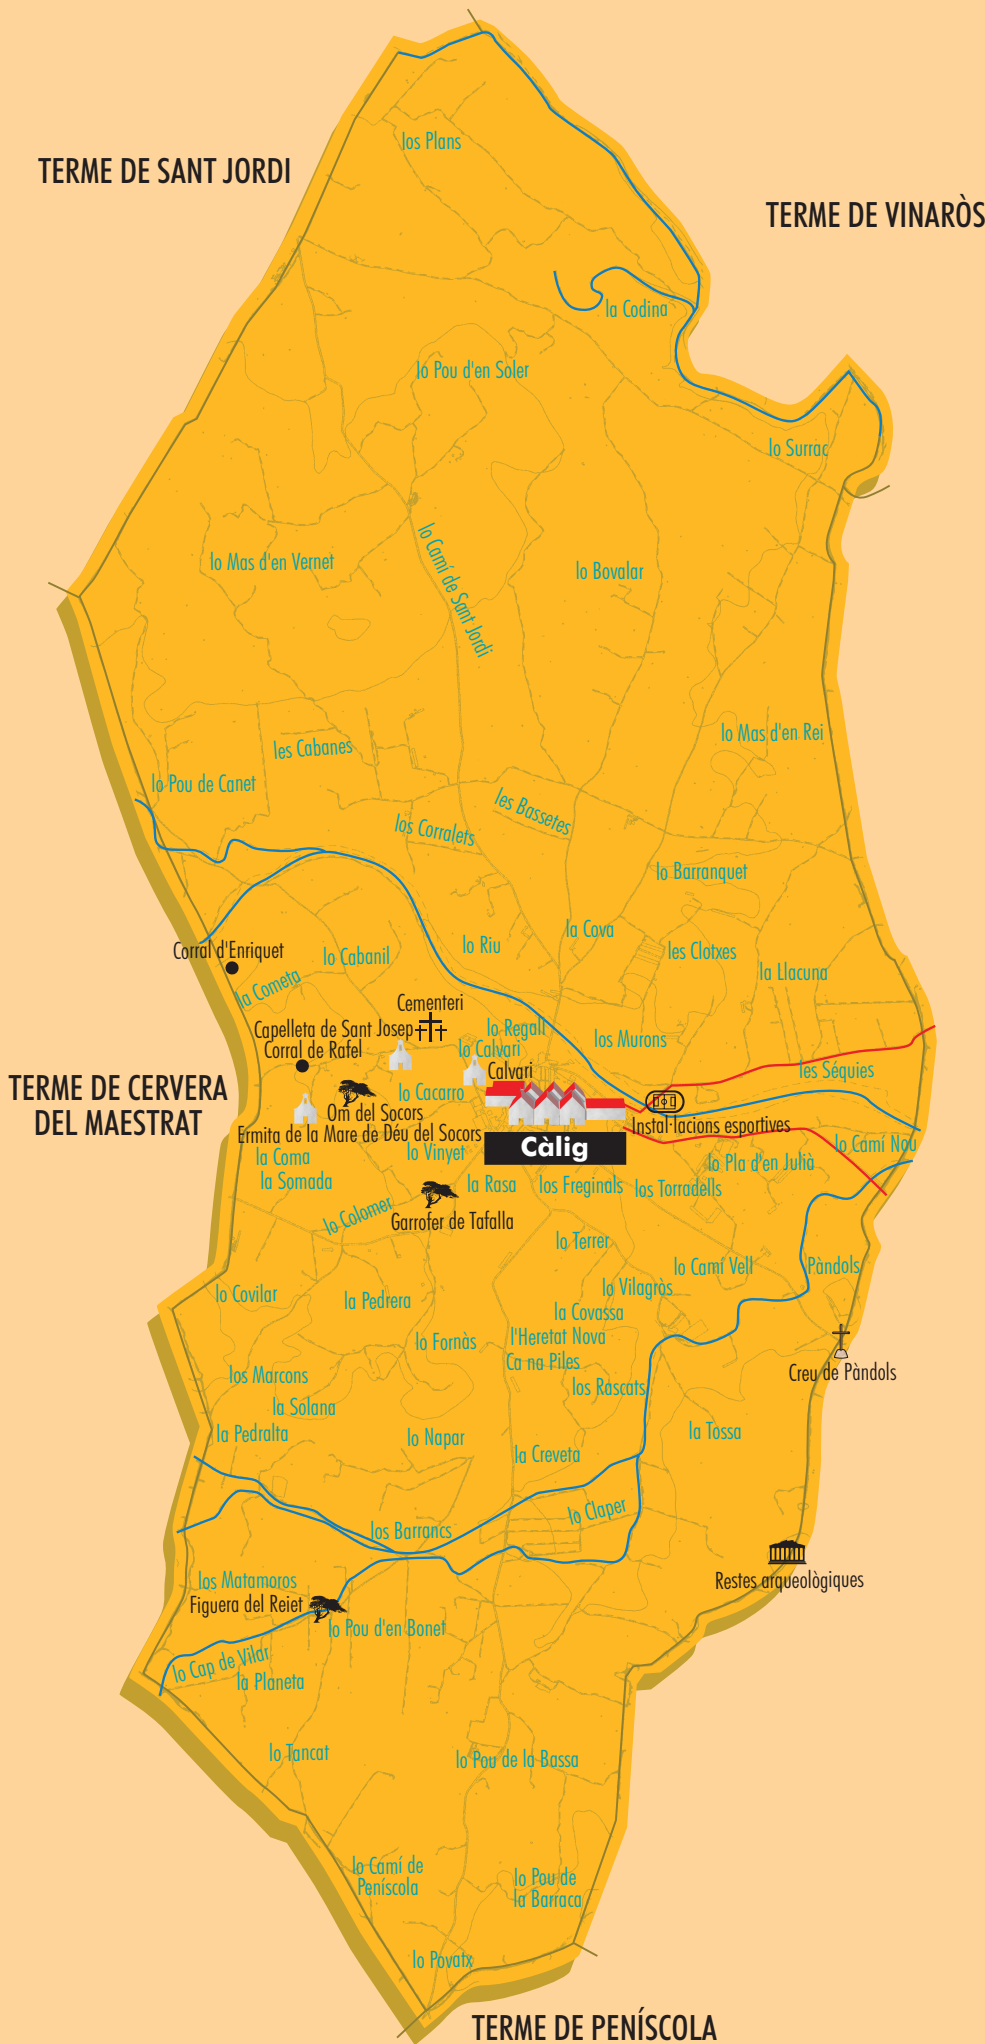 los Plans
TERME DE SANT JORDI
TERME DE VINARÒS
la Codina
lo Pou d'en Soler
lo Surrac
lo Camí de Sant Jordi
lo Mas d'en Vernet
lo Bovalar
lo Mas d'en Rei
les Cabanes
lo Pou de Canet
les Bassetes
los Corralets
lo Barranquet
la Cova
lo Riu
Corral d'Enriquet
lo Cabanil
les Clotxes
la Llacuna
la Cometa
Cementeri
Capelleta de Sant Josep
lo Regall
los Murons
Corral de Rafel
lo Calvari
Calvari
les Séquies
TERME DE CERVERA
DEL MAESTRAT
lo Cacarro
Om del Socors
Instal·lacions esportives
Ermita de la Mare de Déu del Socors
Càlig
lo Camí Nou
la Coma
lo Vinyet
lo Pla d'en Julià
la Somada
la Rasa
los Freginals
los Torradells
lo Colomer
Garrofer de Tafalla
lo Terrer
lo Camí Vell
Pàndols
lo Covilar
la Pedrera
lo Vilagròs
la Covassa
lo Fornàs
l'Heretat Nova
Ca na Piles
los Marcons
los Rascats
Creu de Pàndols
la Solana
la Pedralta
lo Napar
la Tossa
la Creveta
lo Claper
los Barrancs
los Matamoros
Restes arqueològiques
Figuera del Reiet
lo Pou d'en Bonet
lo Cap de Vilar
la Planeta
lo Tancat
lo Pou de la Bassa
lo Camí de
Peníscola
lo Pou de
la Barraca
lo Povatx
TERME DE PENÍSCOLA